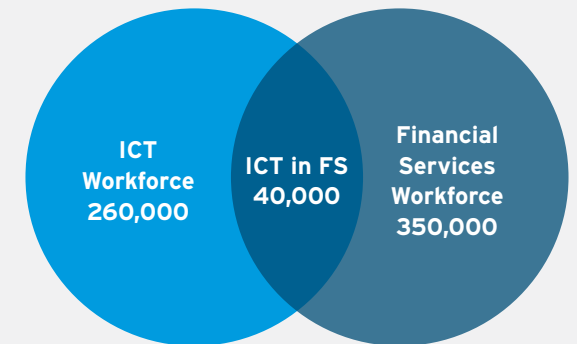 ICT
Workforce
260,000
ICT in FS
40,000
Financial
Services
Workforce
350,000